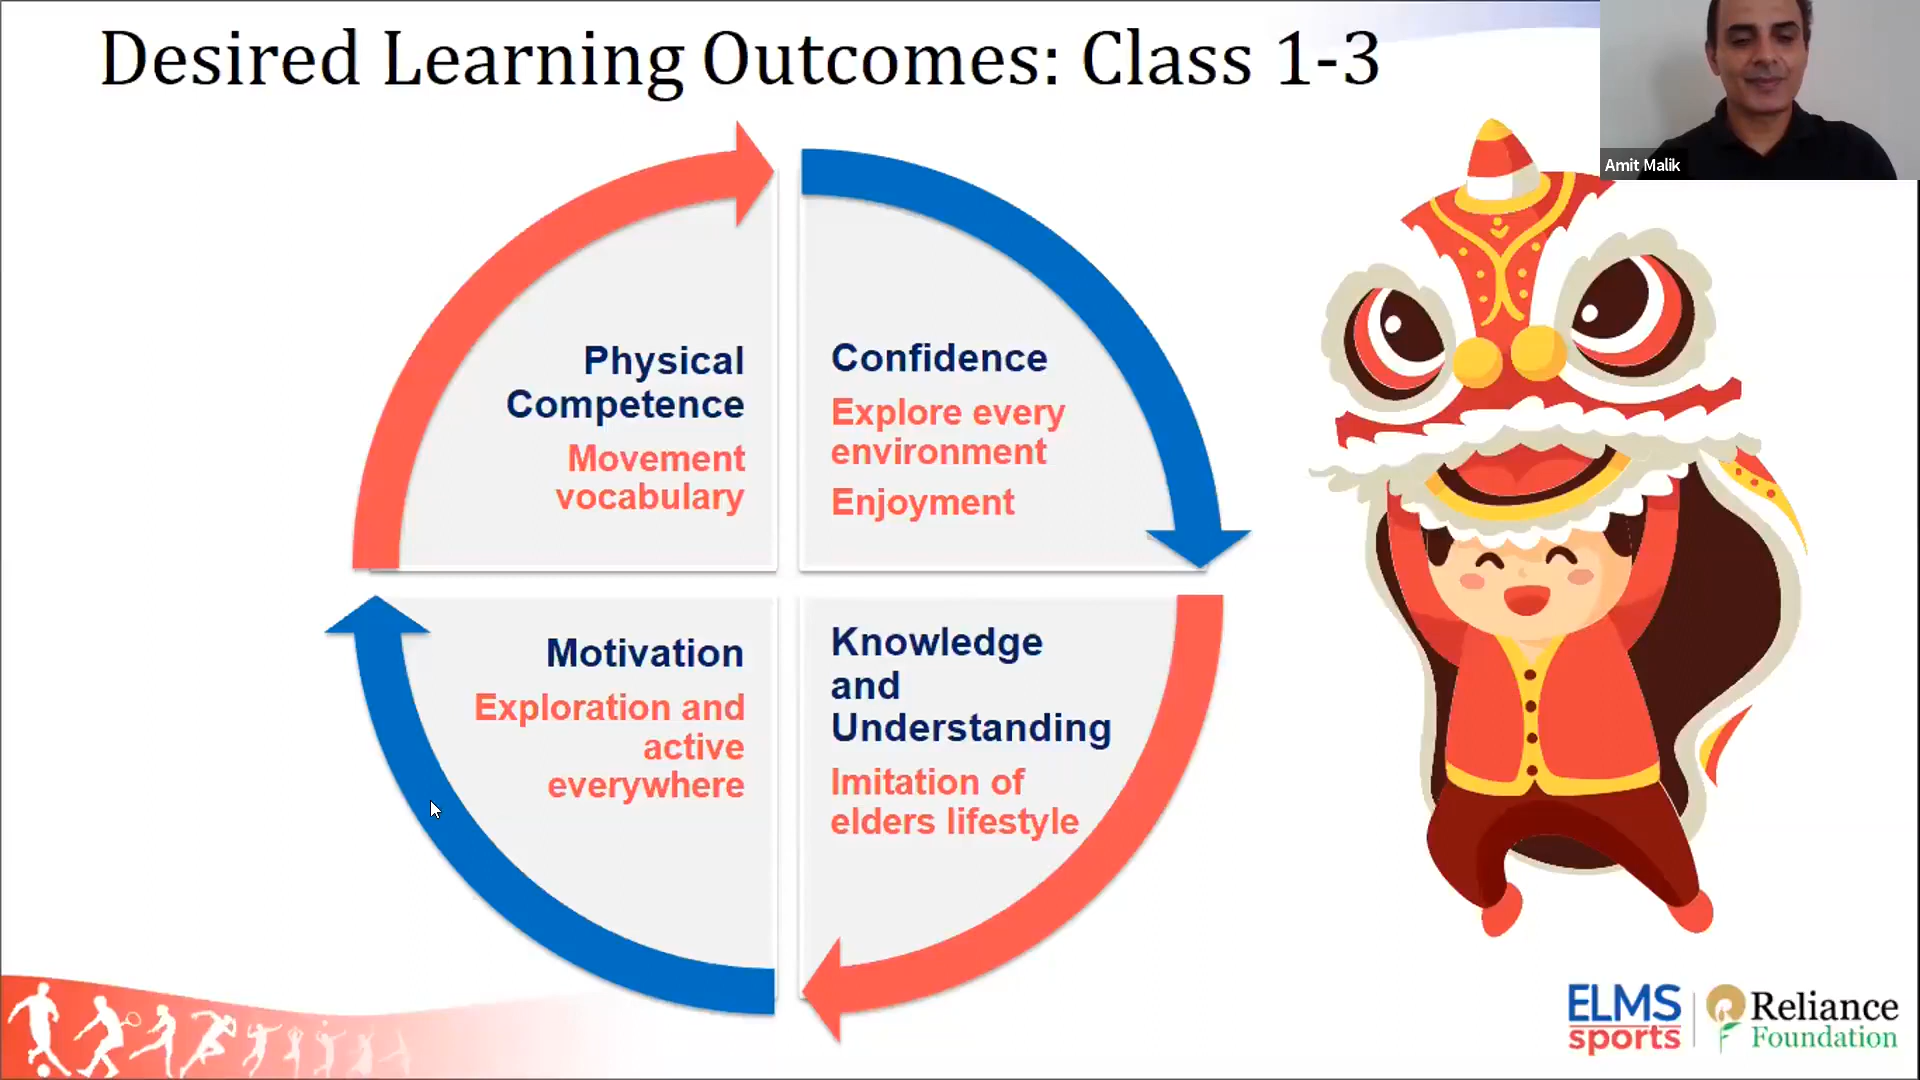 Desired Learning Outcomes: Class 1-3
Amit Malik
Physical
Competence
Movement
vocabulary
Confidence
Explore every
environment
Enjoyment
Motivation
Exploration and
active
everywhere
Knowledge
and
Understanding
Imitation of
elders lifestyle
ELMS
sports
Reliance
Foundation